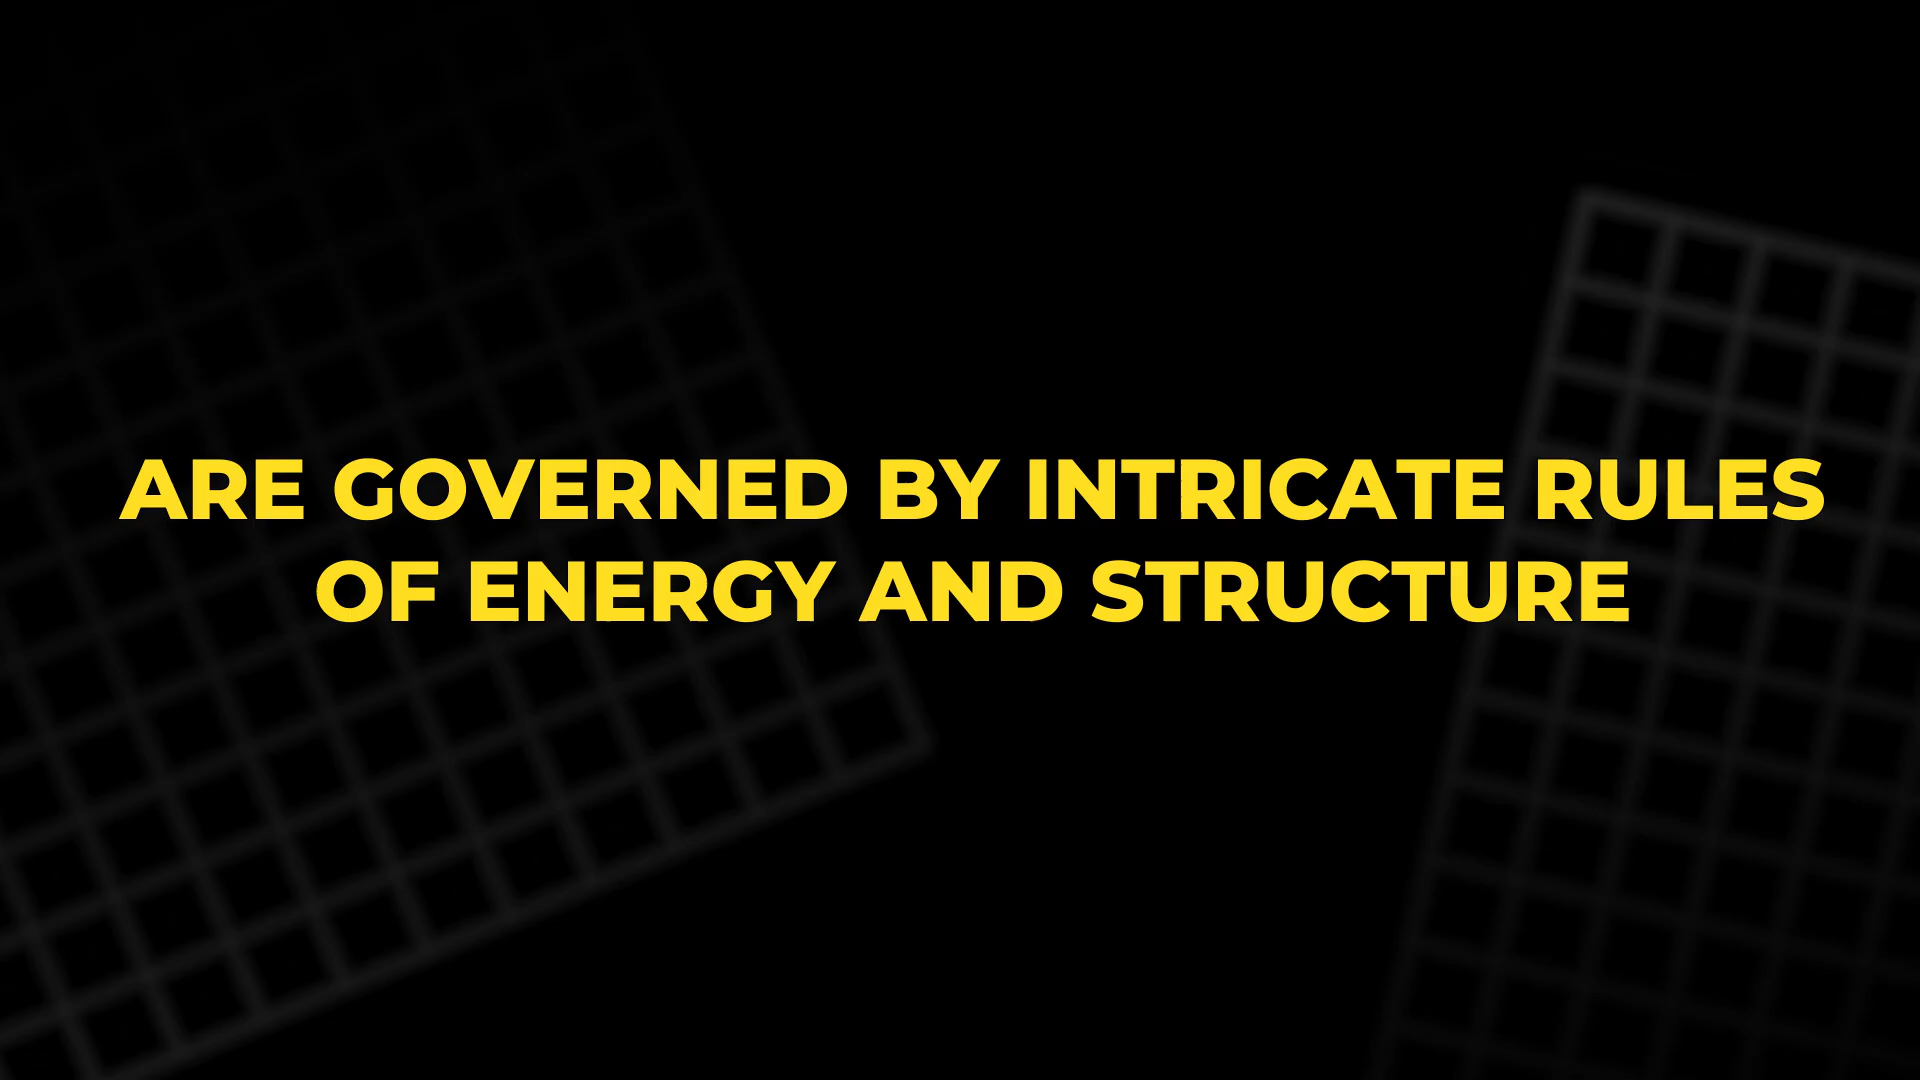 ARE GOVERNED BY INTRICATE RULES
OF ENERGY AND STRUCTURE